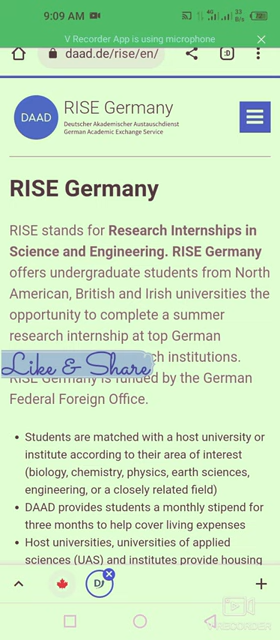 9:09 AM
V Recorder App is using microphone
daad.de/rise/en/
DAAD
RISE Germany
Deutscher Akademischer Austauschdienst
German Academic Exchange Service
RISE Germany
RISE stands for Research Internships in
Science and Engineering. RISE Germany
offers undergraduate students from North
American, British and Irish universities the
opportunity to complete a summer
research internship at top German
Like & Share ch institutions.
RISE Germany is funded by the German
Federal Foreign Office.
• Students are matched with a host university or
institute according to their area of interest
(biology, chemistry, physics, earth sciences,
engineering, or a closely related field)
• DAAD provides students a monthly stipend for
three months to help cover living expenses
• Host universities, universities of applied
sciences (UAS) and institutes provide housing